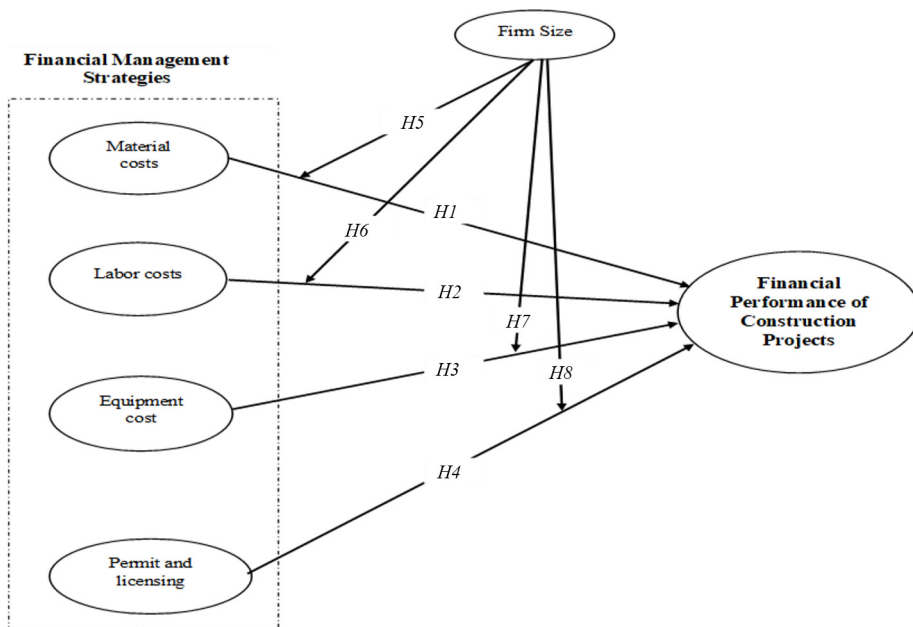 Firm Size
Financial Management
Strategies
Material
costs
H5
H1
H6
Labor costs
H2
Financial
Performance of
Construction
Projects
H7
H3
H8
Equipment
cost
H4
Permit and
licensing